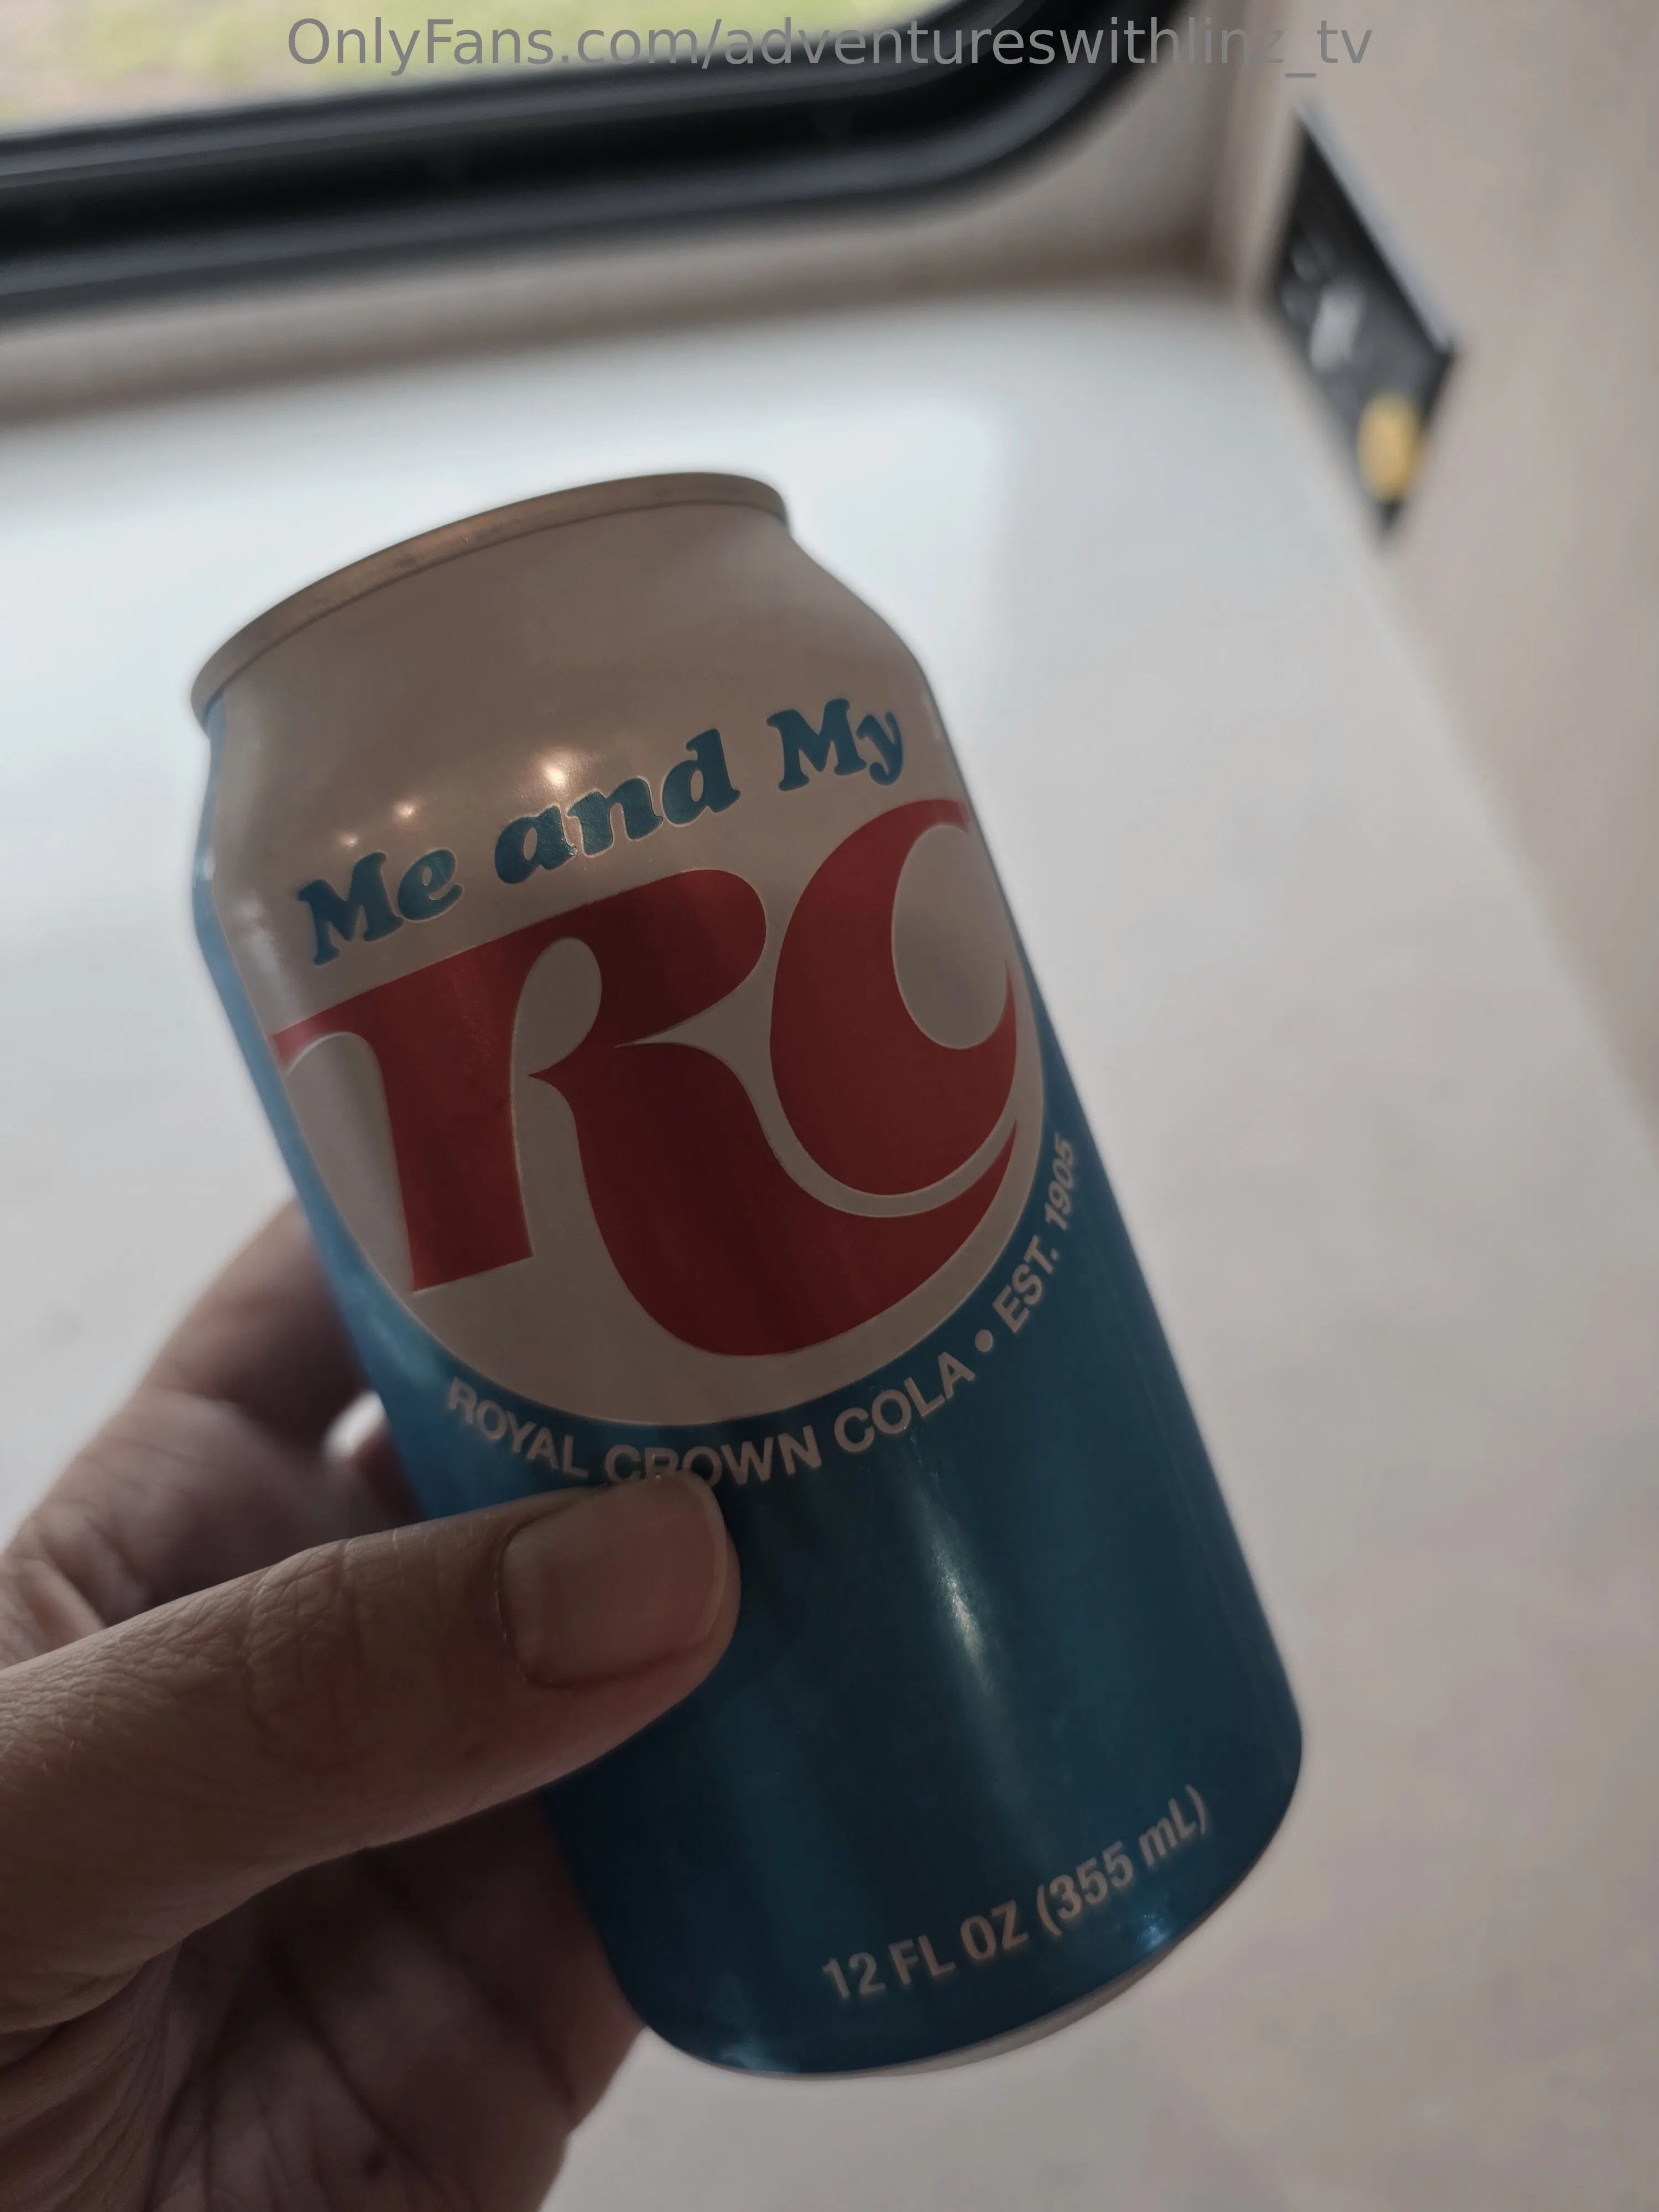 OnlyFans.com/adventureswithlinz_tv
Me and My
RC
ROYAL CROWN COLA • EST. 1905
12 FL OZ (355 mL)